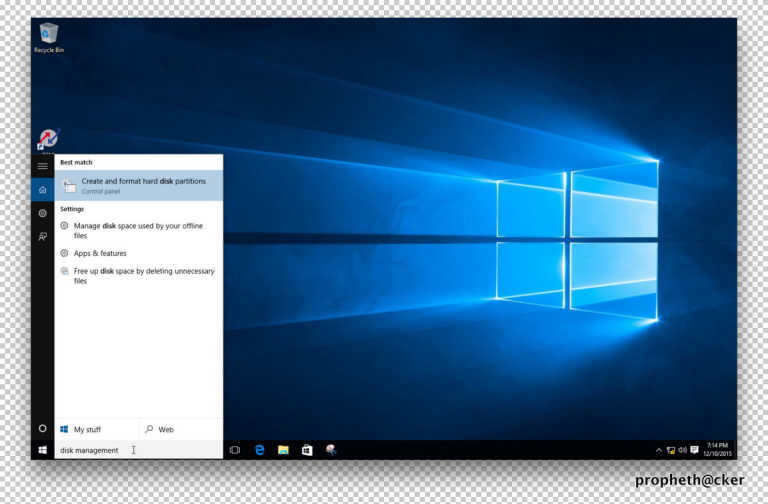 Recycle Bin
Best match
Create and format hard disk partitions
Control panel
Settings
Manage disk space used by your offline
files
Apps & features
Free up disk space by deleting unnecessary
files
My stuff
Web
disk management
7:14 PM
12/10/2015
propheth@cker